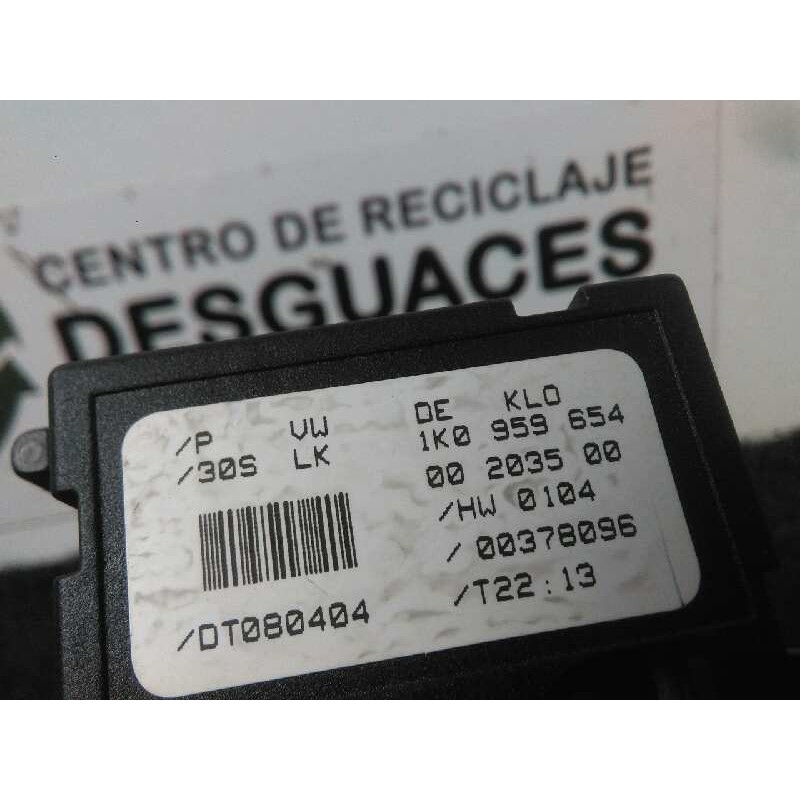 CENTRO DE RECICLAJE
DESGUACES
/P VW DE KLO
/30S LK 1K0 959 654
00 2035 00
/HW 0104
/ 00378096
/DT080404 /T22:13